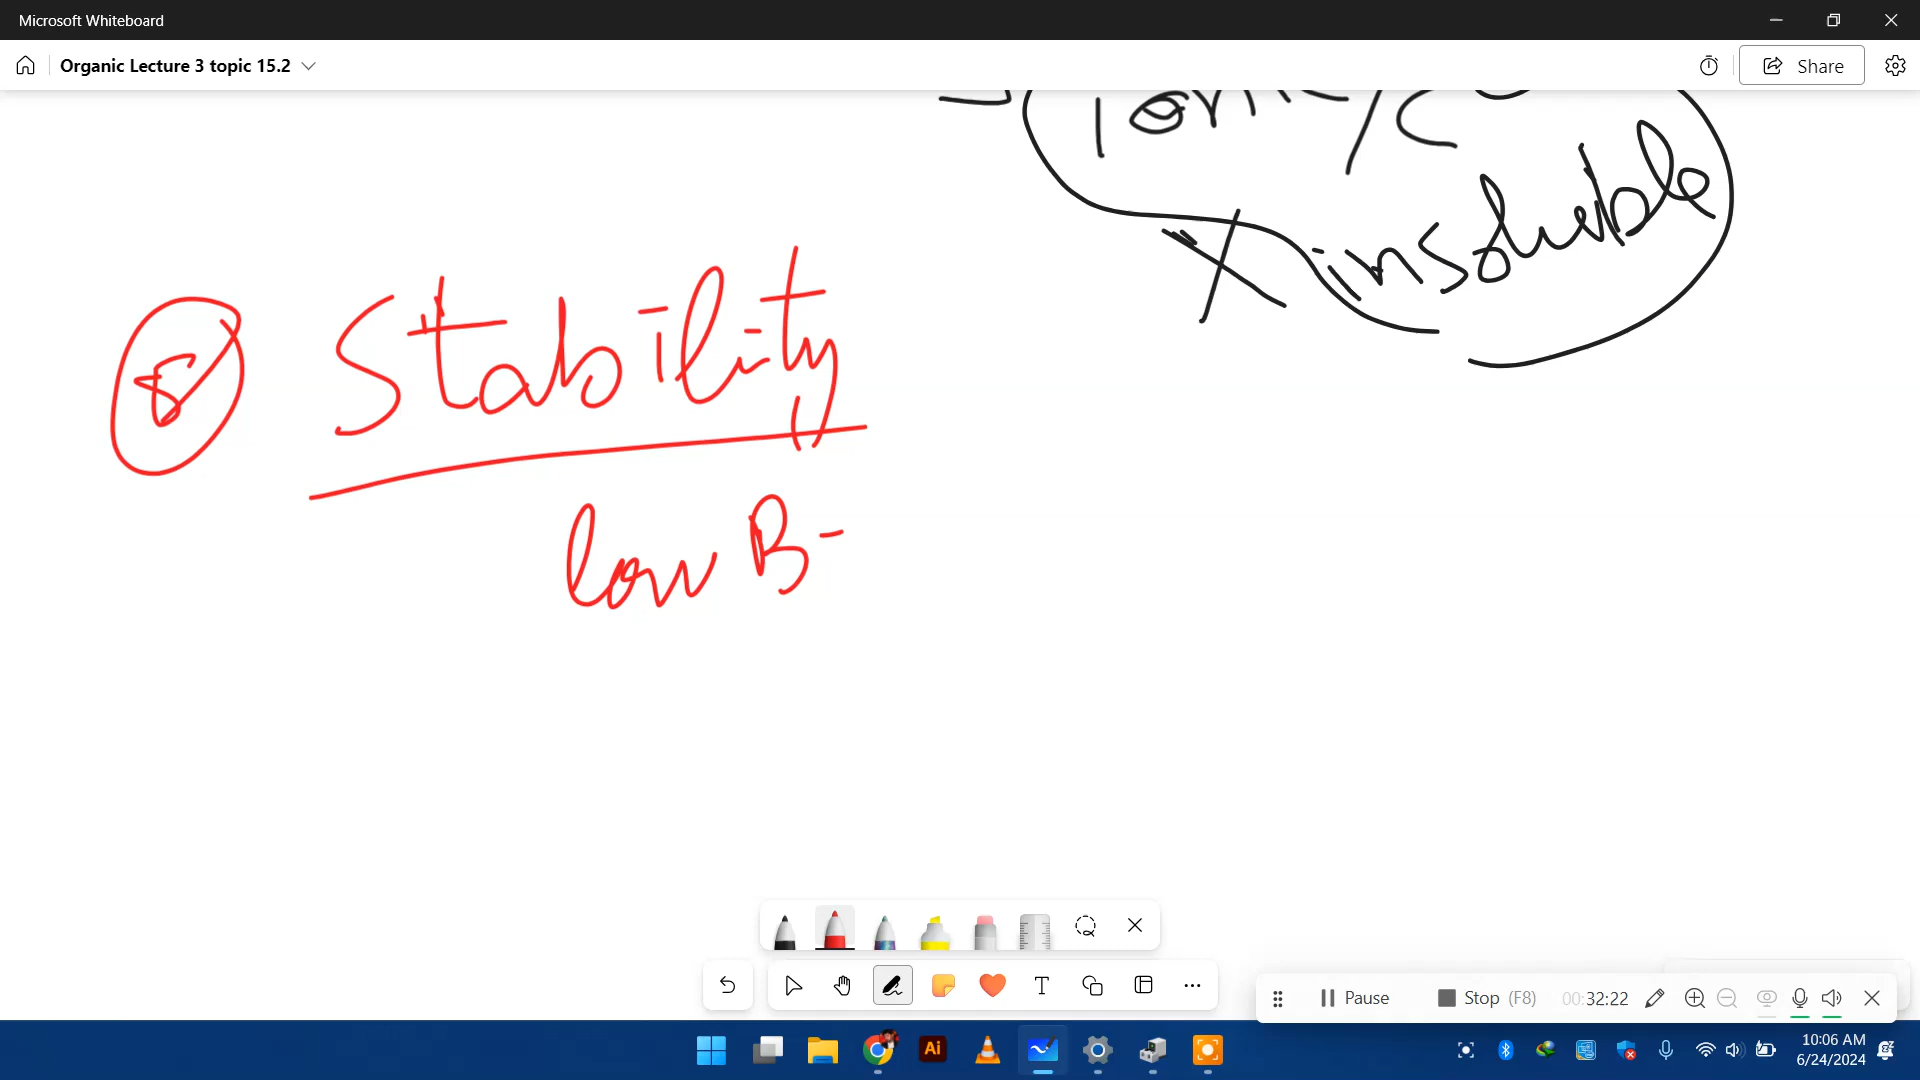 Microsoft Whiteboard
Organic Lecture 3 topic 15.2
Share
insoluble
8 Stability
low B-
T
Pause
Stop (F8)
00:32:22
Ai
10:06 AM
6/24/2024